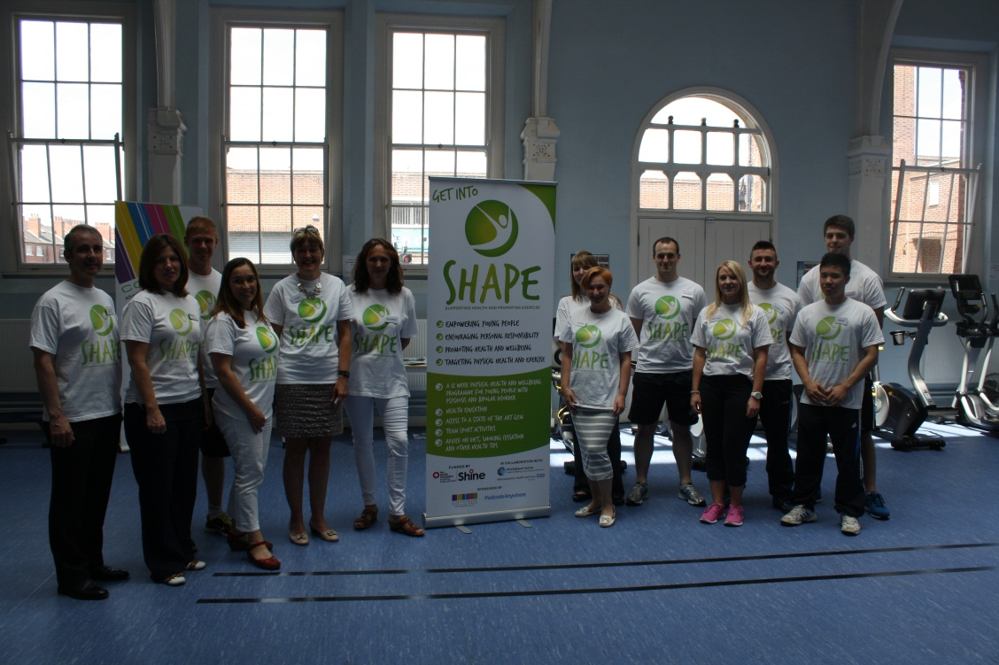 GET INTO
SHAPE
SUPPORTING HEALTH AND PROMOTING EXERCISE
EMPOWERING YOUNG PEOPLE
ENCOURAGING PERSONAL RESPONSIBILITY
PROMOTING HEALTH AND WELLBEING
TARGETING PHYSICAL HEALTH AND EXERCISE
A 12 WEEK PHYSICAL HEALTH AND WELLBEING
PROGRAMME FOR YOUNG PEOPLE WITH
PSYCHOSIS AND BIPOLAR DISORDER
HEALTH EDUCATION
ACCESS TO A STATE OF THE ART GYM
TEAM SPORT ACTIVITIES
ADVICE ON DIET, SMOKING CESSATION
AND OTHER HEALTH TIPS
FUNDED BY
IN COLLABORATION WITH
Shine
SPONSORED BY
CO
SHAPE
SHAPE
SHAPE
SHAPE
SHAPE
SHAPE
SHAPE
SHAPE
SHAPE